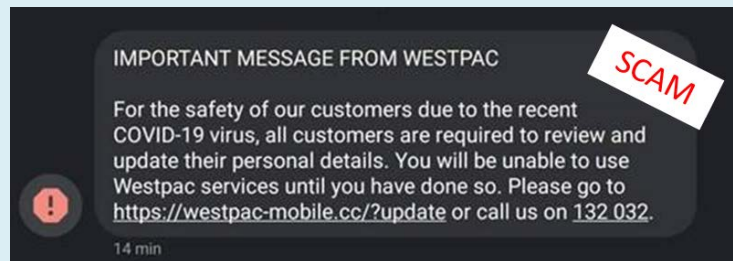 IMPORTANT MESSAGE FROM WESTPAC
SCAM
For the safety of our customers due to the recent
COVID-19 virus, all customers are required to review and
update their personal details. You will be unable to use
Westpac services until you have done so. Please go to
https://westpac-mobile.cc/?update or call us on 132 032.
14 min